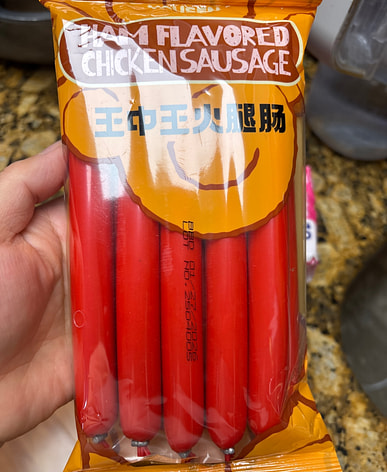 HAM FLAVORED
CHICKEN SAUSAGE
王中王火腿肠